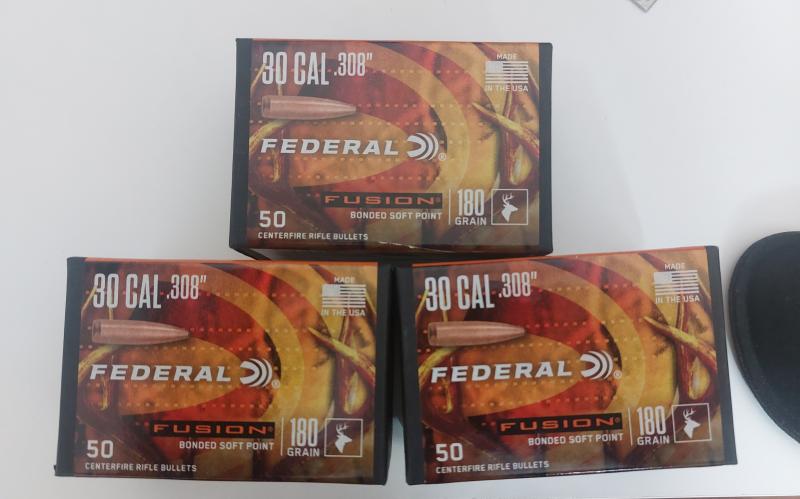 30 CAL .308"
MADE
IN THE USA
FEDERAL®
FUSION®
BONDED SOFT POINT
180
GRAIN
50
CENTERFIRE RIFLE BULLETS
30 CAL .308"
MADE
IN THE USA
FEDERAL®
FUSION®
BONDED SOFT POINT
180
GRAIN
50
CENTERFIRE RIFLE BULLETS
30 CAL .308"
MADE
IN THE USA
FEDERAL®
FUSION®
BONDED SOFT POINT
180
GRAIN
50
CENTERFIRE RIFLE BULLETS